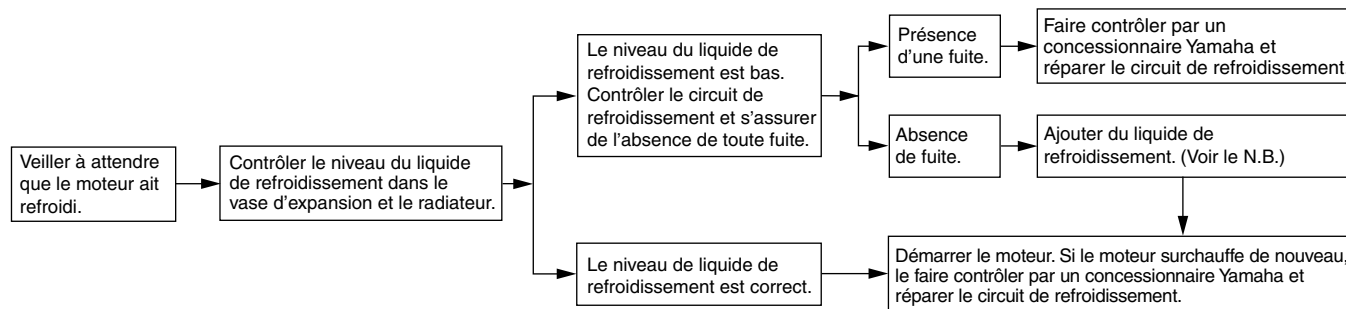 Veiller à attendre
que le moteur ait
refroidi.
Contrôler le niveau du liquide
de refroidissement dans le
vase d'expansion et le radiateur.
Le niveau du liquide de
refroidissement est bas.
Contrôler le circuit de
refroidissement et s'assurer
de l'absence de toute fuite.
Présence
d'une fuite.
Faire contrôler par un
concessionnaire Yamaha et
réparer le circuit de refroidissement.
Absence
de fuite.
Ajouter du liquide de
refroidissement. (Voir le N.B.)
Le niveau de liquide de
refroidissement est correct.
Démarrer le moteur. Si le moteur surchauffe de nouveau,
le faire contrôler par un concessionnaire Yamaha et
réparer le circuit de refroidissement.